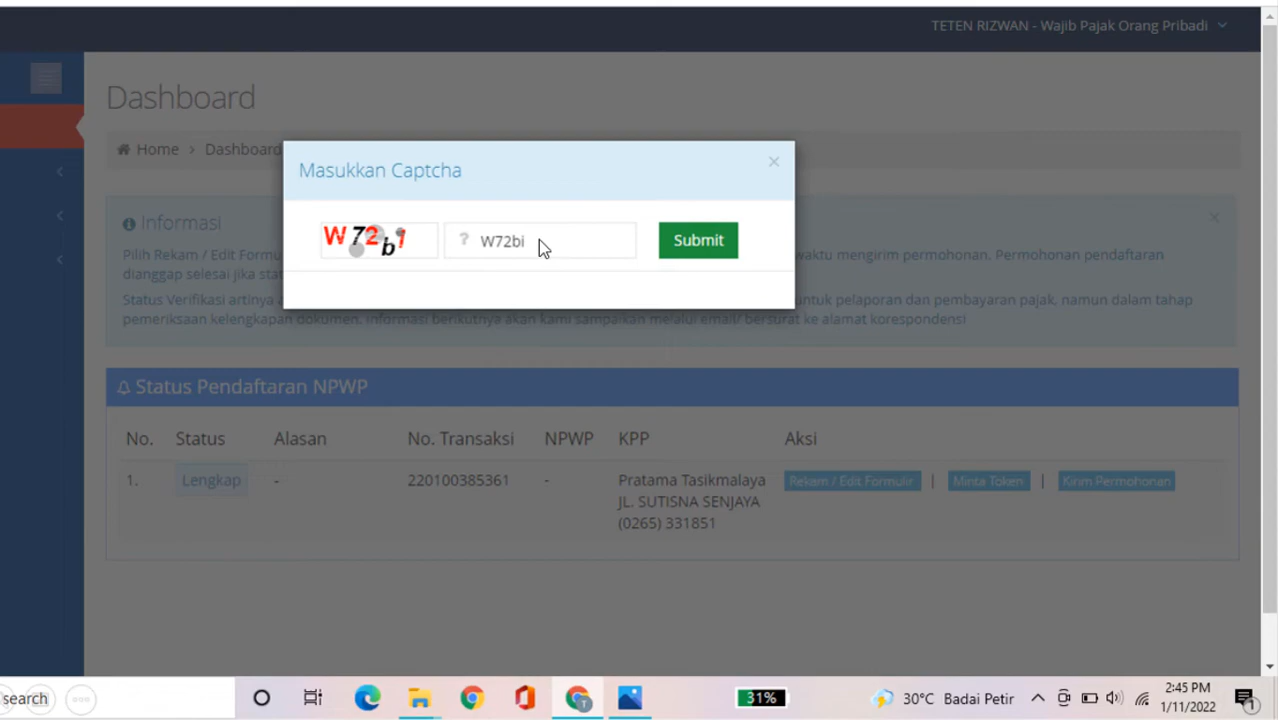 TETEN RIZWAN - Wajib Pajak Orang Pribadi
Dashboard
Home > Dashboard
Masukkan Captcha
W72b1
? W72bi
Submit
Informasi
Pilih Rekam / Edit Formu
waktu mengirim permohonan. Permohonan pendaftaran
dianggap selesai jika sta
Status Verifikasi artinya
untuk pelaporan dan pembayaran pajak, namun dalam tahap
pemeriksaan kelengkapan dokumen. Informasi berikutnya akan kami sampaikan melalui email/ bersurat ke alamat korespondensi
Status Pendaftaran NPWP
No. Status Alasan No. Transaksi NPWP KPP Aksi
1. Lengkap - 220100385361 - Pratama Tasikmalaya Rekam / Edit Formulir | Minta Token | Kirim Permohonan
JL. SUTISNA SENJAYA
(0265) 331851
search
31%
30°C Badai Petir
2:45 PM
1/11/2022
1